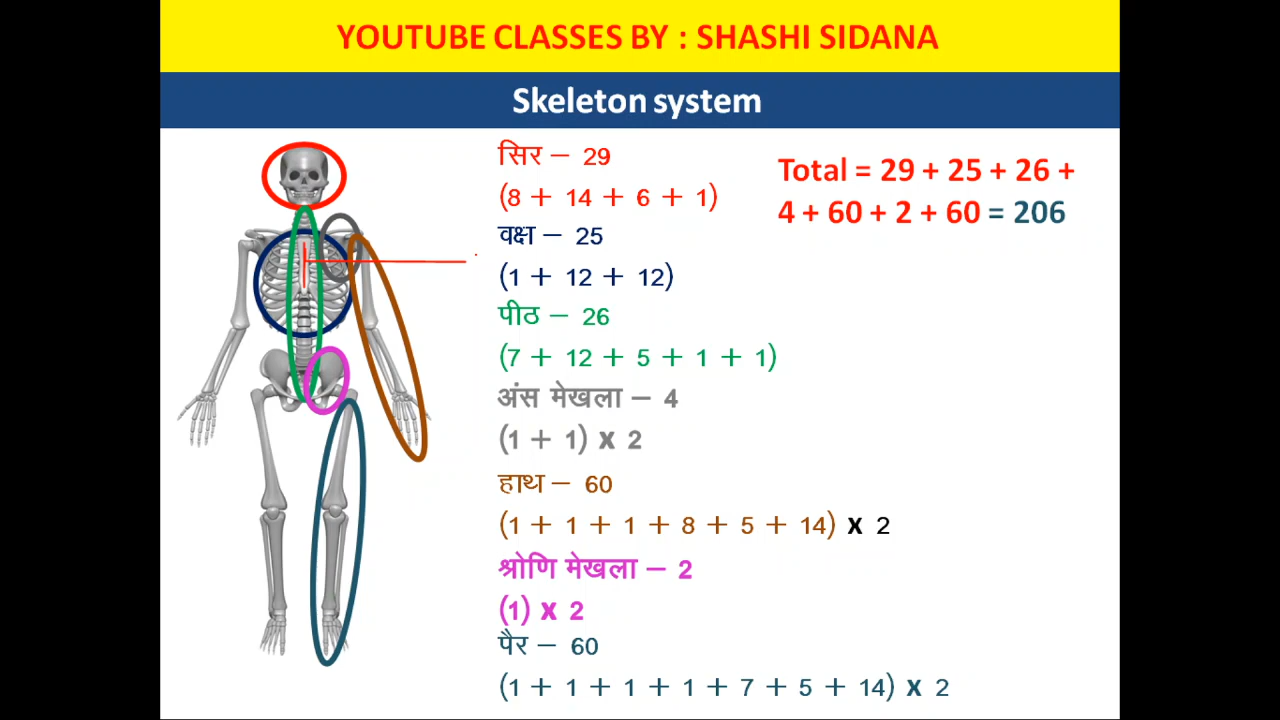 YOUTUBE CLASSES BY : SHASHI SIDANA
Skeleton system
सिर – 29
(8 + 14 + 6 + 1)
वक्ष – 25
(1 + 12 + 12)
पीठ – 26
(7 + 12 + 5 + 1 + 1)
अंस मेखला – 4
(1 + 1) X 2
हाथ – 60
(1 + 1 + 1 + 8 + 5 + 14) X 2
श्रोणि मेखला – 2
(1) X 2
पैर – 60
(1 + 1 + 1 + 1 + 7 + 5 + 14) X 2
Total = 29 + 25 + 26 +
4 + 60 + 2 + 60 = 206